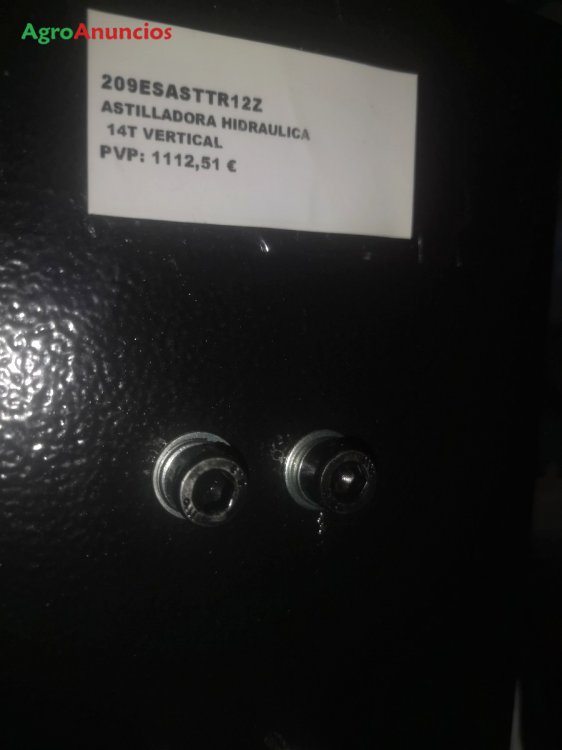 AgroAnuncios
209ESASTTR12Z
ASTILLADORA HIDRAULICA
14T VERTICAL
PVP: 1112,51 €